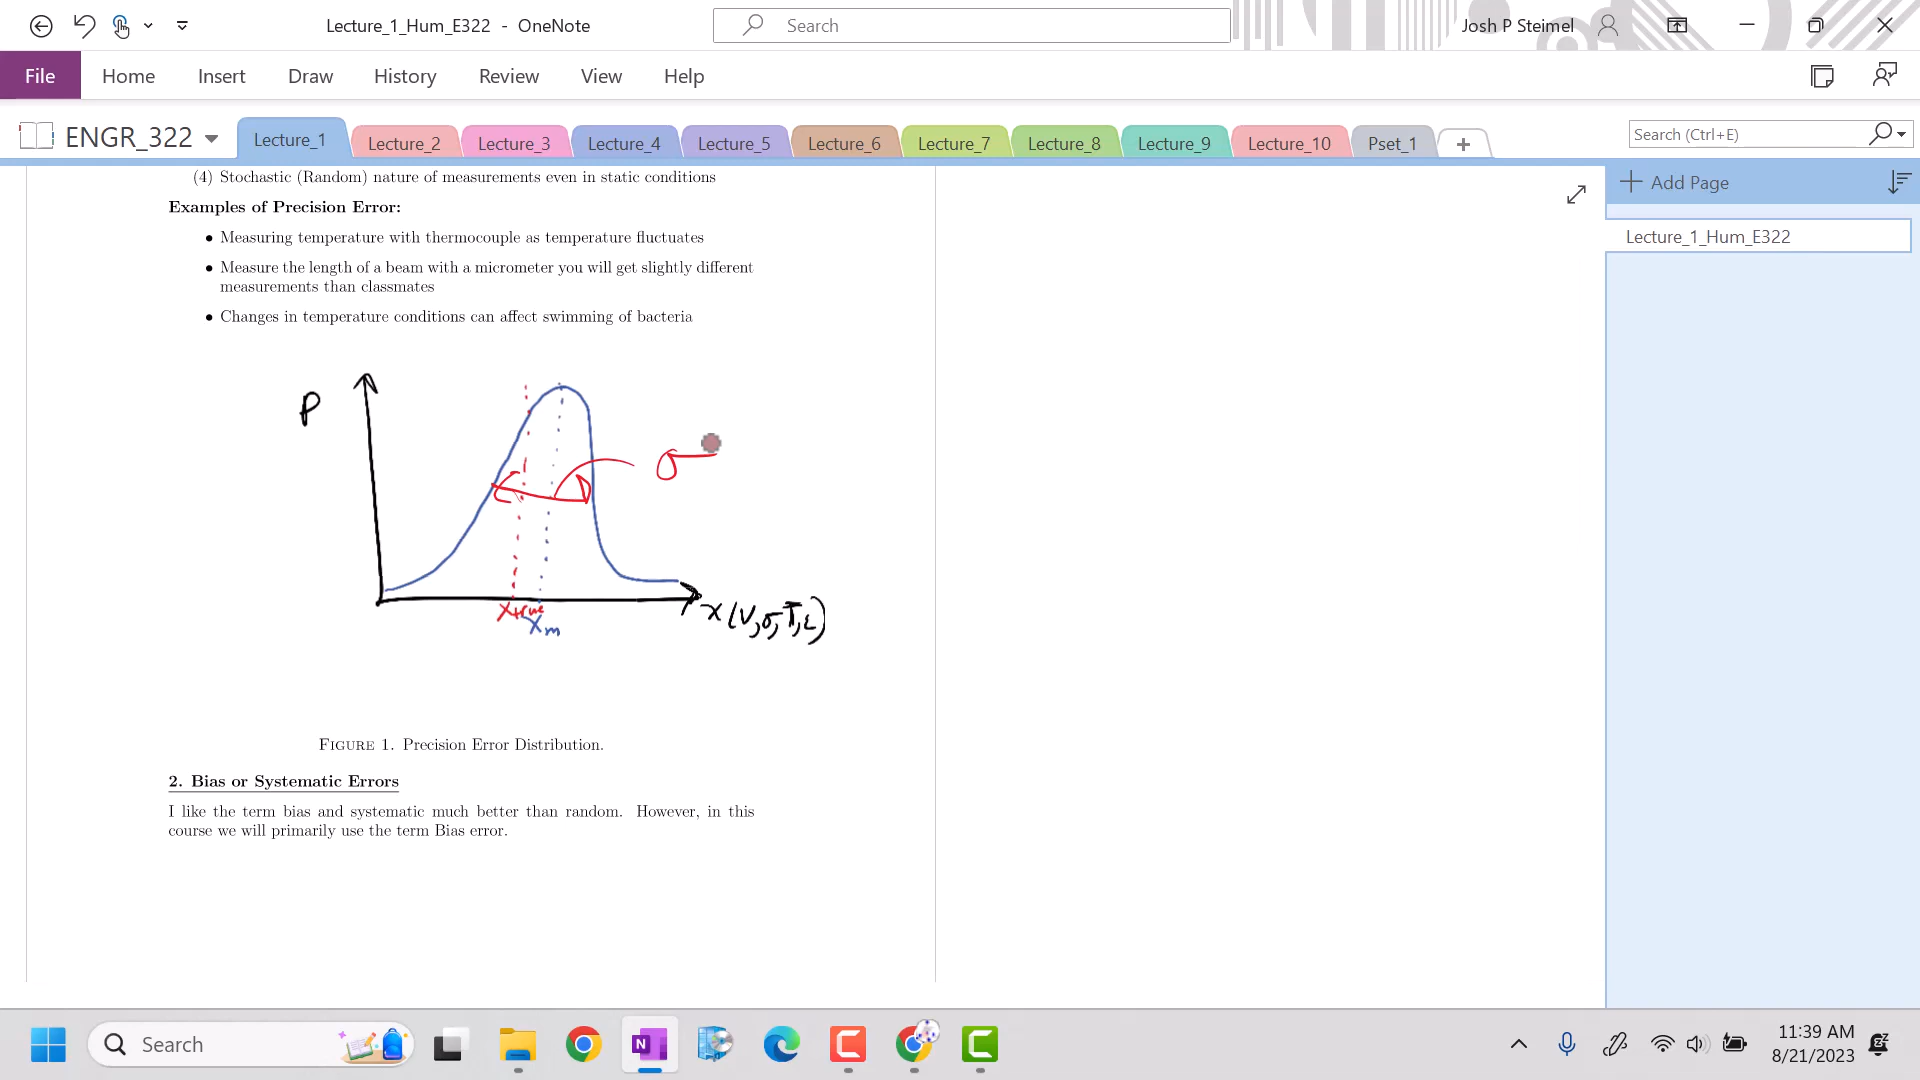 Lecture_1_Hum_E322 - OneNote
Search
Josh P Steimel
File Home Insert Draw History Review View Help
ENGR_322
Lecture_1 Lecture_2 Lecture_3 Lecture_4 Lecture_5 Lecture_6 Lecture_7 Lecture_8 Lecture_9 Lecture_10 Pset_1
Search (Ctrl+E)
Add Page
Lecture_1_Hum_E322
(4) Stochastic (Random) nature of measurements even in static conditions
Examples of Precision Error:
• Measuring temperature with thermocouple as temperature fluctuates
• Measure the length of a beam with a micrometer you will get slightly different
measurements than classmates
• Changes in temperature conditions can affect swimming of bacteria
P
σ
Xtrue
Xm
x(V,σ,T,L)
Figure 1. Precision Error Distribution.
2. Bias or Systematic Errors
I like the term bias and systematic much better than random. However, in this
course we will primarily use the term Bias error.
Search
11:39 AM
8/21/2023